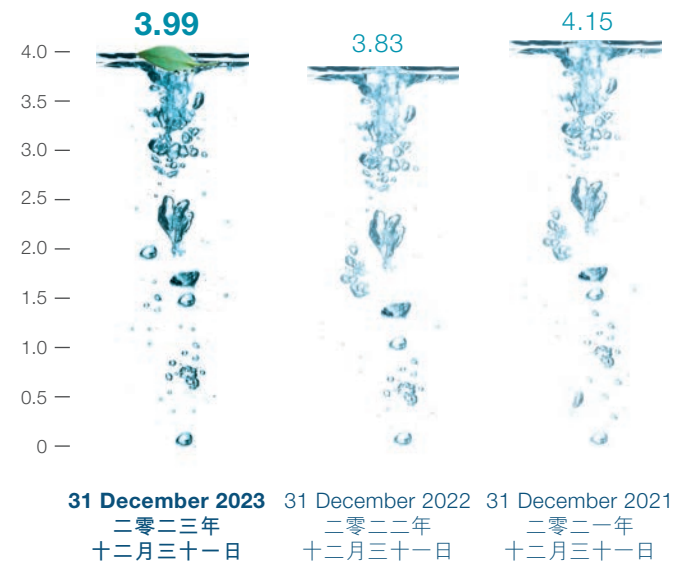 3.99
3.83
4.15
4.0
3.5
3.0
2.5
2.0
1.5
1.0
0.5
0
31 December 2023
二零二三年
十二月三十一日
31 December 2022
二零二二年
十二月三十一日
31 December 2021
二零二一年
十二月三十一日